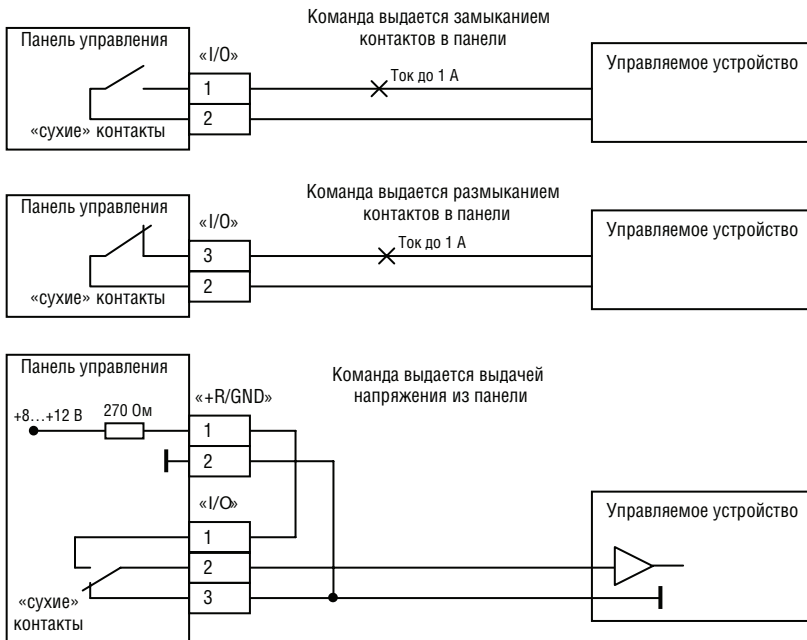 Команда выдается замыканием
контактов в панели
Панель управления
«I/O»
Управляемое устройство
Ток до 1 А
1
2
«сухие» контакты
Команда выдается размыканием
контактов в панели
Панель управления
«I/O»
Управляемое устройство
Ток до 1 А
3
2
«сухие» контакты
Панель управления
Команда выдается выдачей
напряжения из панели
«+R/GND»
+8...+12 В
270 Ом
1
2
«I/O»
Управляемое устройство
1
2
3
«сухие»
контакты